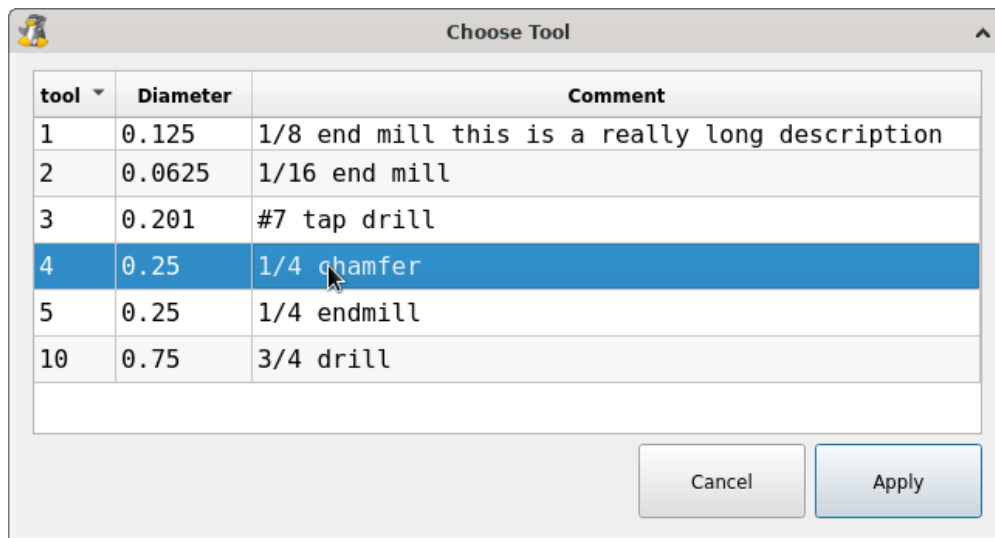 Choose Tool
tool Diameter Comment
1 0.125 1/8 end mill this is a really long description
2 0.0625 1/16 end mill
3 0.201 #7 tap drill
4 0.25 1/4 chamfer
5 0.25 1/4 endmill
10 0.75 3/4 drill
Cancel Apply